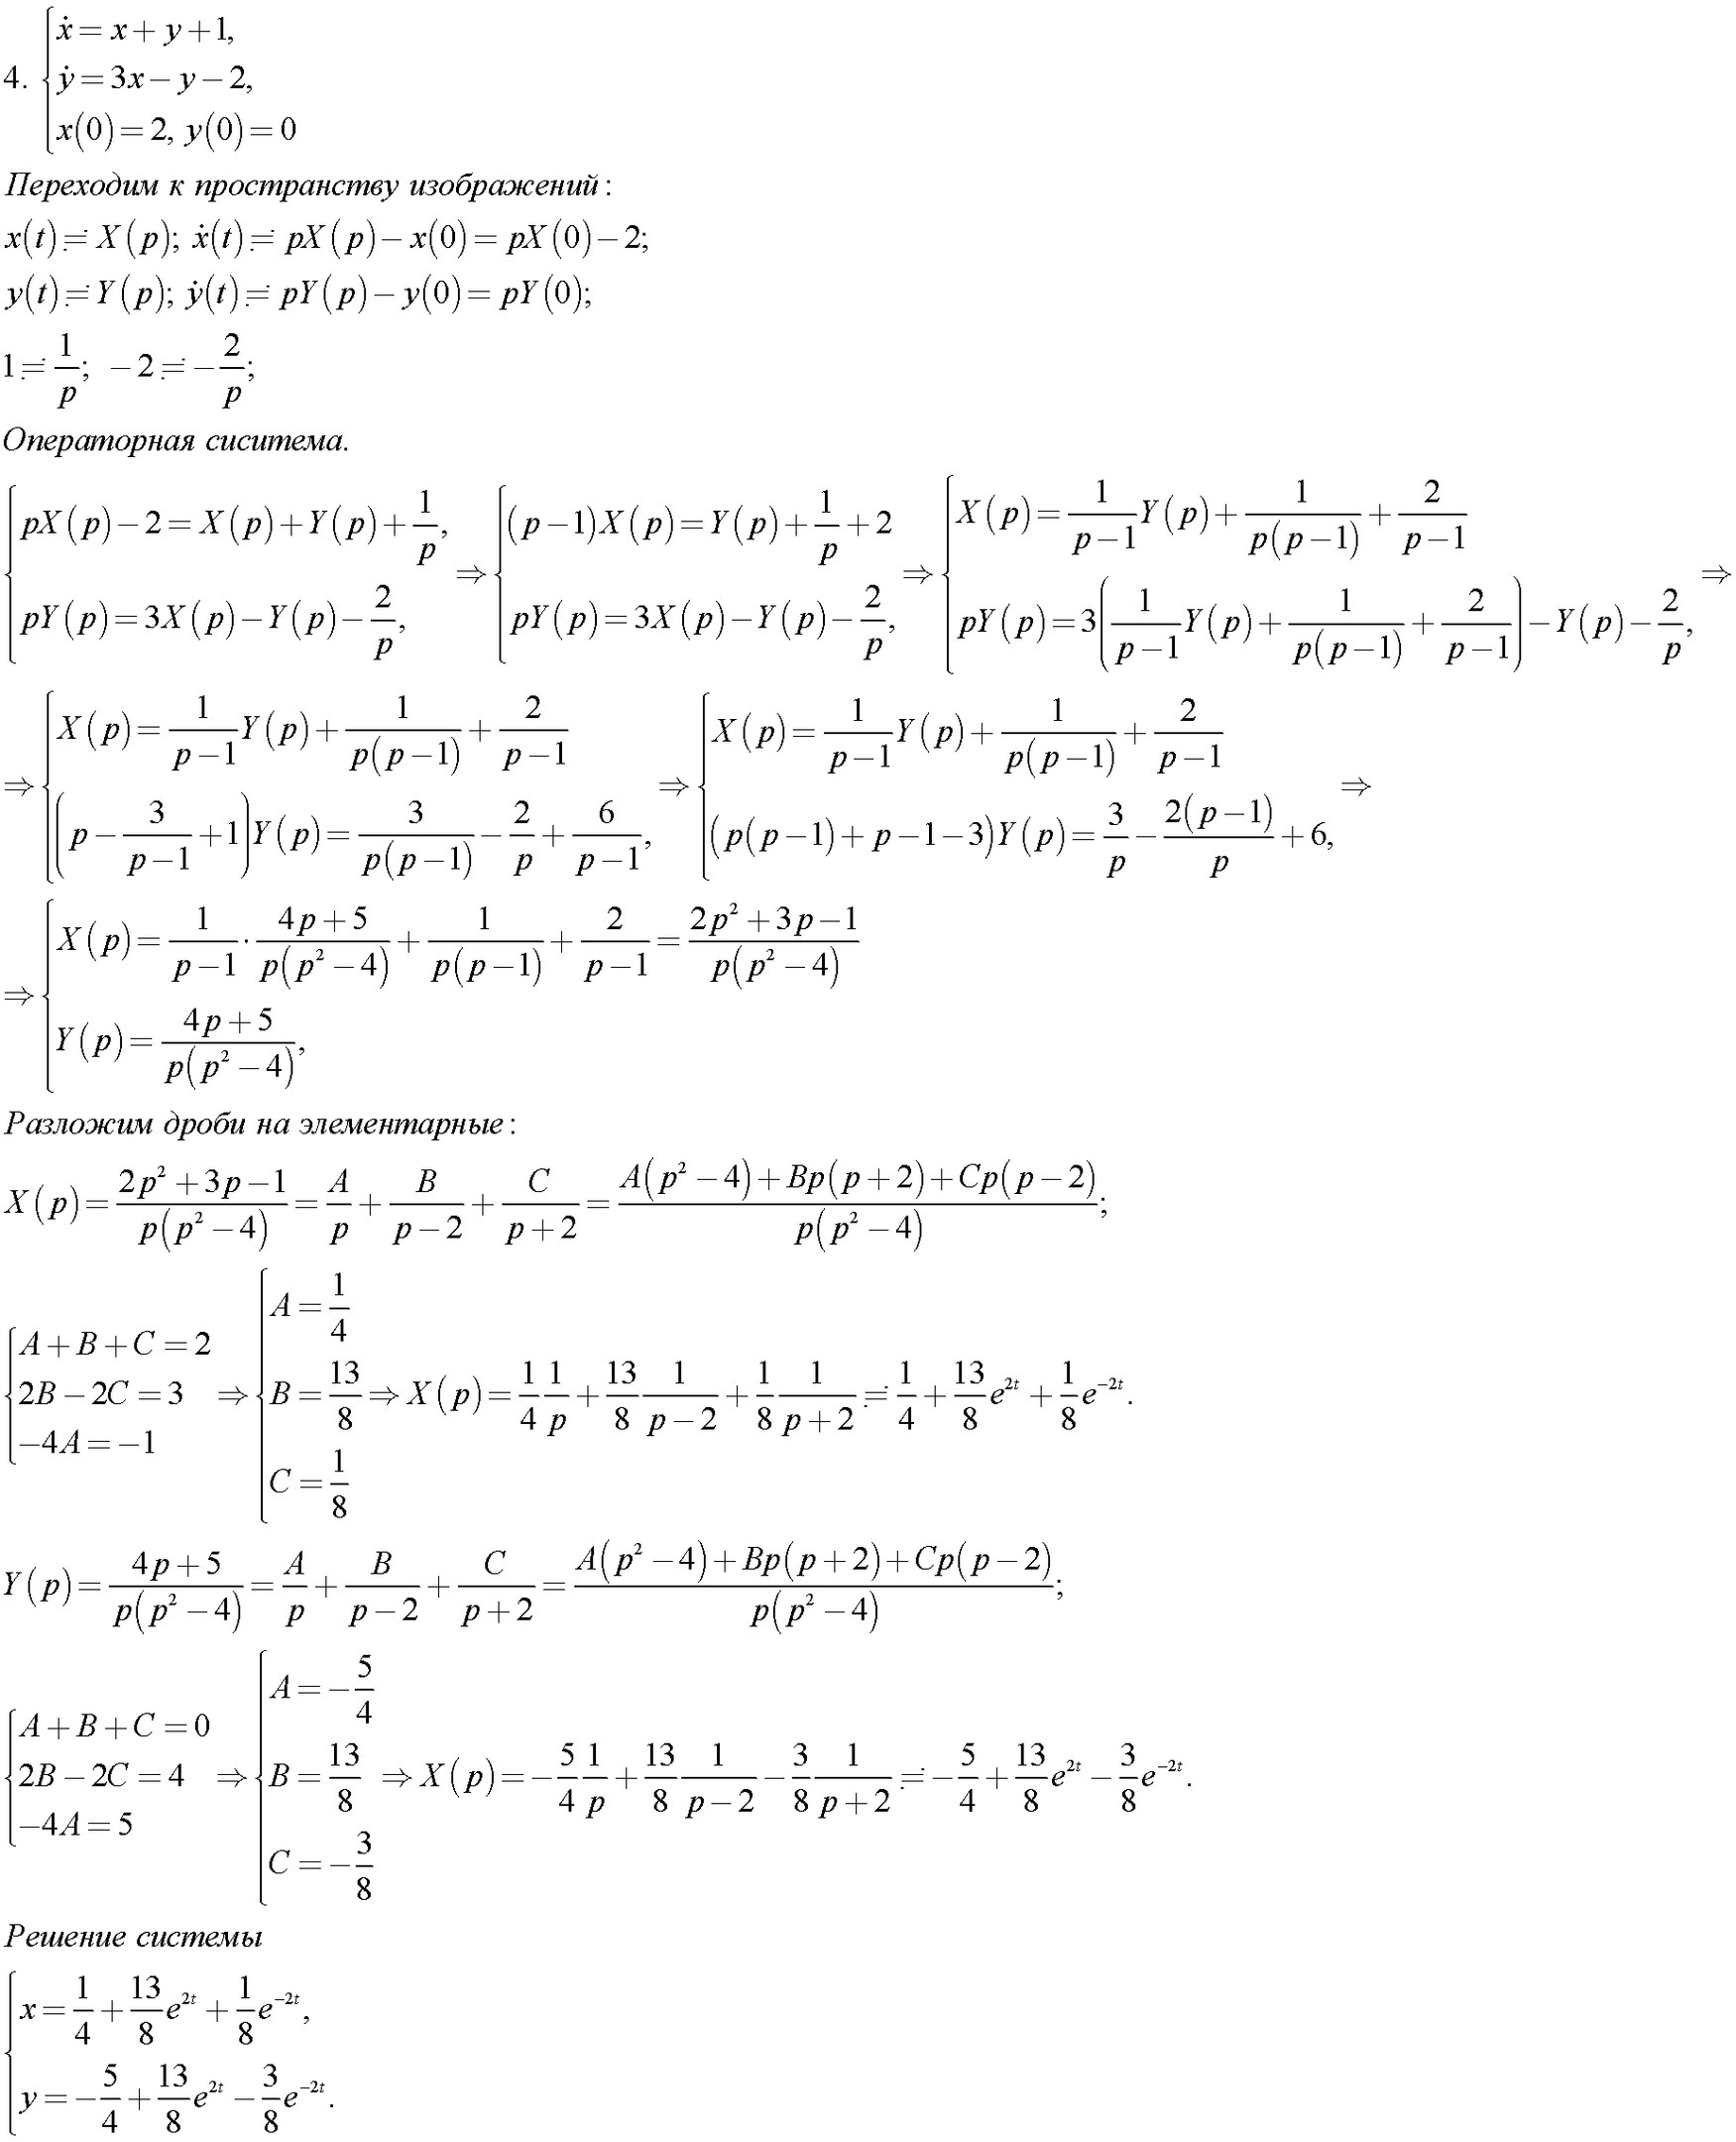 4. { ẋ = x + y + 1,
ẏ = 3x − y − 2,
x(0) = 2, y(0) = 0
Переходим к пространству изображений:
x(t) ≓ X(p); ẋ(t) ≓ pX(p) − x(0) = pX(0) − 2;
y(t) ≓ Y(p); ẏ(t) ≓ pY(p) − y(0) = pY(0);
1 ≓ 1/p; −2 ≓ −2/p;
Операторная сиситема.
{ pX(p) − 2 = X(p) + Y(p) + 1/p, pY(p) = 3X(p) − Y(p) − 2/p, ⇒ { (p − 1)X(p) = Y(p) + 1/p + 2 pY(p) = 3X(p) − Y(p) − 2/p, ⇒ { X(p) = 1/(p − 1) Y(p) + 1/(p(p − 1)) + 2/(p − 1) pY(p) = 3(1/(p − 1) Y(p) + 1/(p(p − 1)) + 2/(p − 1)) − Y(p) − 2/p, ⇒
⇒ { X(p) = 1/(p − 1) Y(p) + 1/(p(p − 1)) + 2/(p − 1) (p − 3/(p − 1) + 1)Y(p) = 3/(p(p − 1)) − 2/p + 6/(p − 1), ⇒ { X(p) = 1/(p − 1) Y(p) + 1/(p(p − 1)) + 2/(p − 1) (p(p − 1) + p − 1 − 3)Y(p) = 3/p − 2(p − 1)/p + 6, ⇒
⇒ { X(p) = 1/(p − 1) · (4p + 5)/(p(p² − 4)) + 1/(p(p − 1)) + 2/(p − 1) = (2p² + 3p − 1)/(p(p² − 4))
Y(p) = (4p + 5)/(p(p² − 4)),
Разложим дроби на элементарные:
X(p) = (2p² + 3p − 1)/(p(p² − 4)) = A/p + B/(p − 2) + C/(p + 2) = (A(p² − 4) + Bp(p + 2) + Cp(p − 2))/(p(p² − 4));
{ A + B + C = 2 2B − 2C = 3 −4A = −1 ⇒ { A = 1/4 B = 13/8 C = 1/8 ⇒ X(p) = 1/4 1/p + 13/8 1/(p − 2) + 1/8 1/(p + 2) ≓ 1/4 + 13/8 e²ᵗ + 1/8 e⁻²ᵗ.
Y(p) = (4p + 5)/(p(p² − 4)) = A/p + B/(p − 2) + C/(p + 2) = (A(p² − 4) + Bp(p + 2) + Cp(p − 2))/(p(p² − 4));
{ A + B + C = 0 2B − 2C = 4 −4A = 5 ⇒ { A = −5/4 B = 13/8 C = −3/8 ⇒ X(p) = −5/4 1/p + 13/8 1/(p − 2) − 3/8 1/(p + 2) ≓ −5/4 + 13/8 e²ᵗ − 3/8 e⁻²ᵗ.
Решение системы
{ x = 1/4 + 13/8 e²ᵗ + 1/8 e⁻²ᵗ,
y = −5/4 + 13/8 e²ᵗ − 3/8 e⁻²ᵗ.